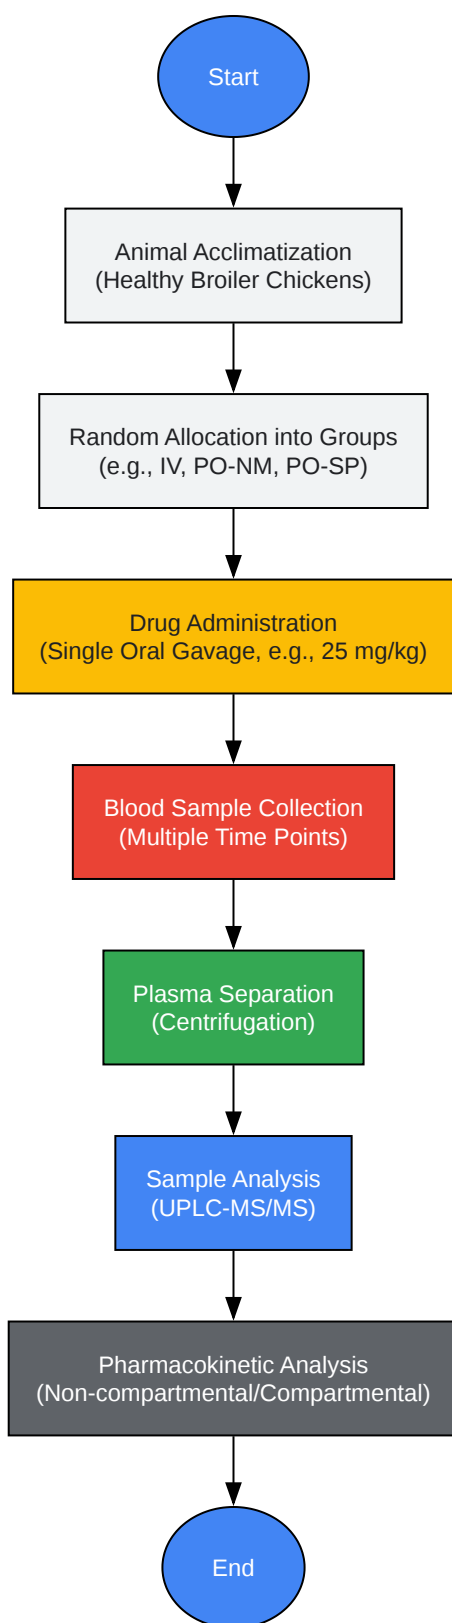 Start
Animal Acclimatization
(Healthy Broiler Chickens)
Random Allocation into Groups
(e.g., IV, PO-NM, PO-SP)
Drug Administration
(Single Oral Gavage, e.g., 25 mg/kg)
Blood Sample Collection
(Multiple Time Points)
Plasma Separation
(Centrifugation)
Sample Analysis
(UPLC-MS/MS)
Pharmacokinetic Analysis
(Non-compartmental/Compartmental)
End